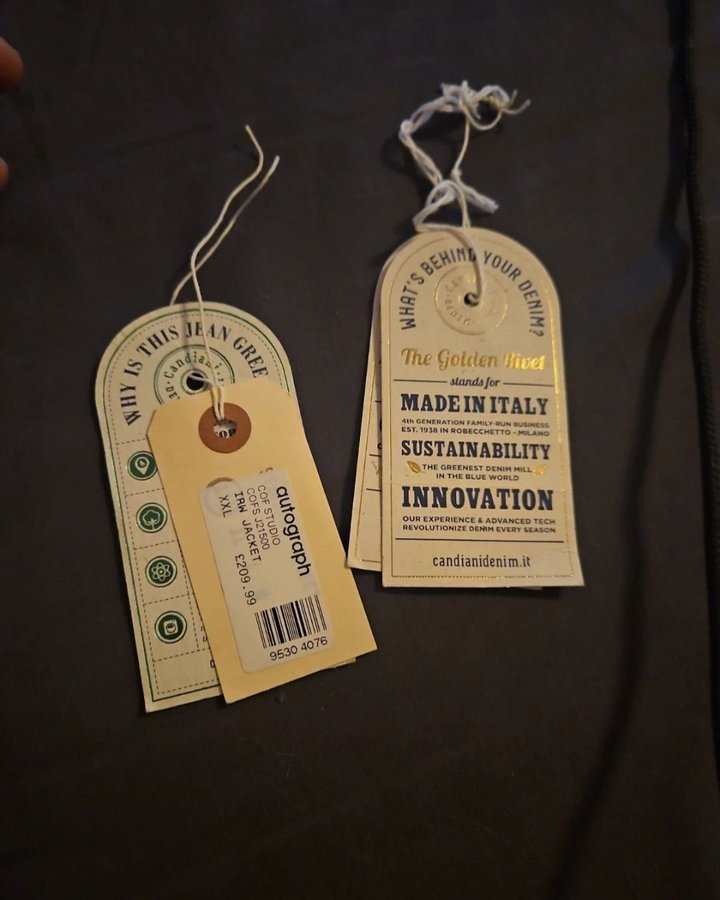 WHY IS THIS JEAN GREE
autograph
COF STUDIO
COFS J21500
IRW JACKET
XXL £209.99
9530 4076
WHAT'S BEHIND YOUR DENIM?
The Golden Rivet
stands for
MADE IN ITALY
4th GENERATION FAMILY-RUN BUSINESS
EST. 1938 IN ROBECCHETTO - MILANO
SUSTAINABILITY
THE GREENEST DENIM MILL
IN THE BLUE WORLD
INNOVATION
OUR EXPERIENCE & ADVANCED TECH
REVOLUTIONIZE DENIM EVERY SEASON
candianidenim.it